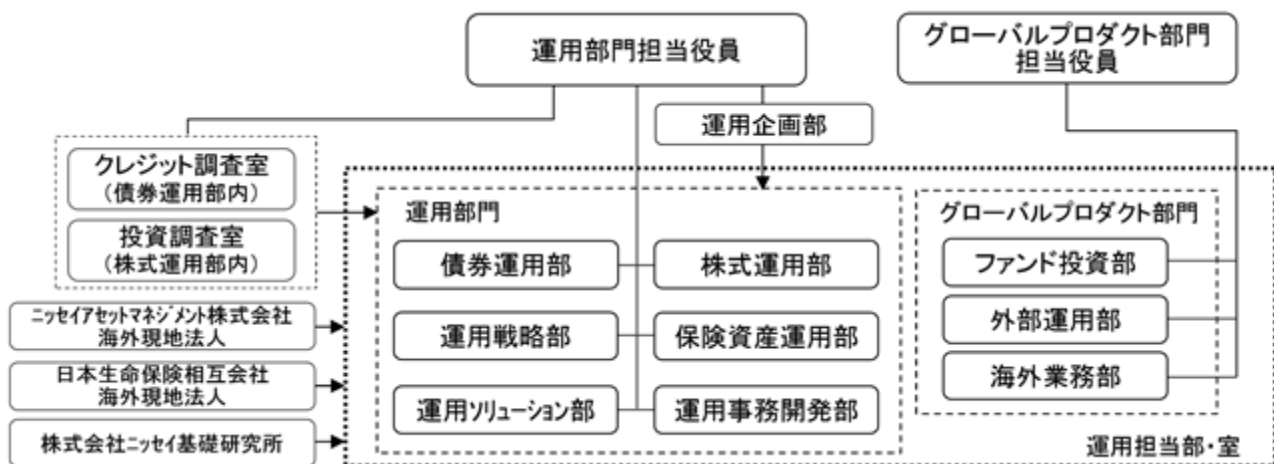 運用部門担当役員
グローバルプロダクト部門
担当役員
運用企画部
クレジット調査室
(債券運用部内)
投資調査室
(株式運用部内)
ニッセイアセットマネジメント株式会社
海外現地法人
日本生命保険相互会社
海外現地法人
株式会社ニッセイ基礎研究所
運用部門
債券運用部
株式運用部
運用戦略部
保険資産運用部
運用ソリューション部
運用事務開発部
グローバルプロダクト部門
ファンド投資部
外部運用部
海外業務部
運用担当部・室